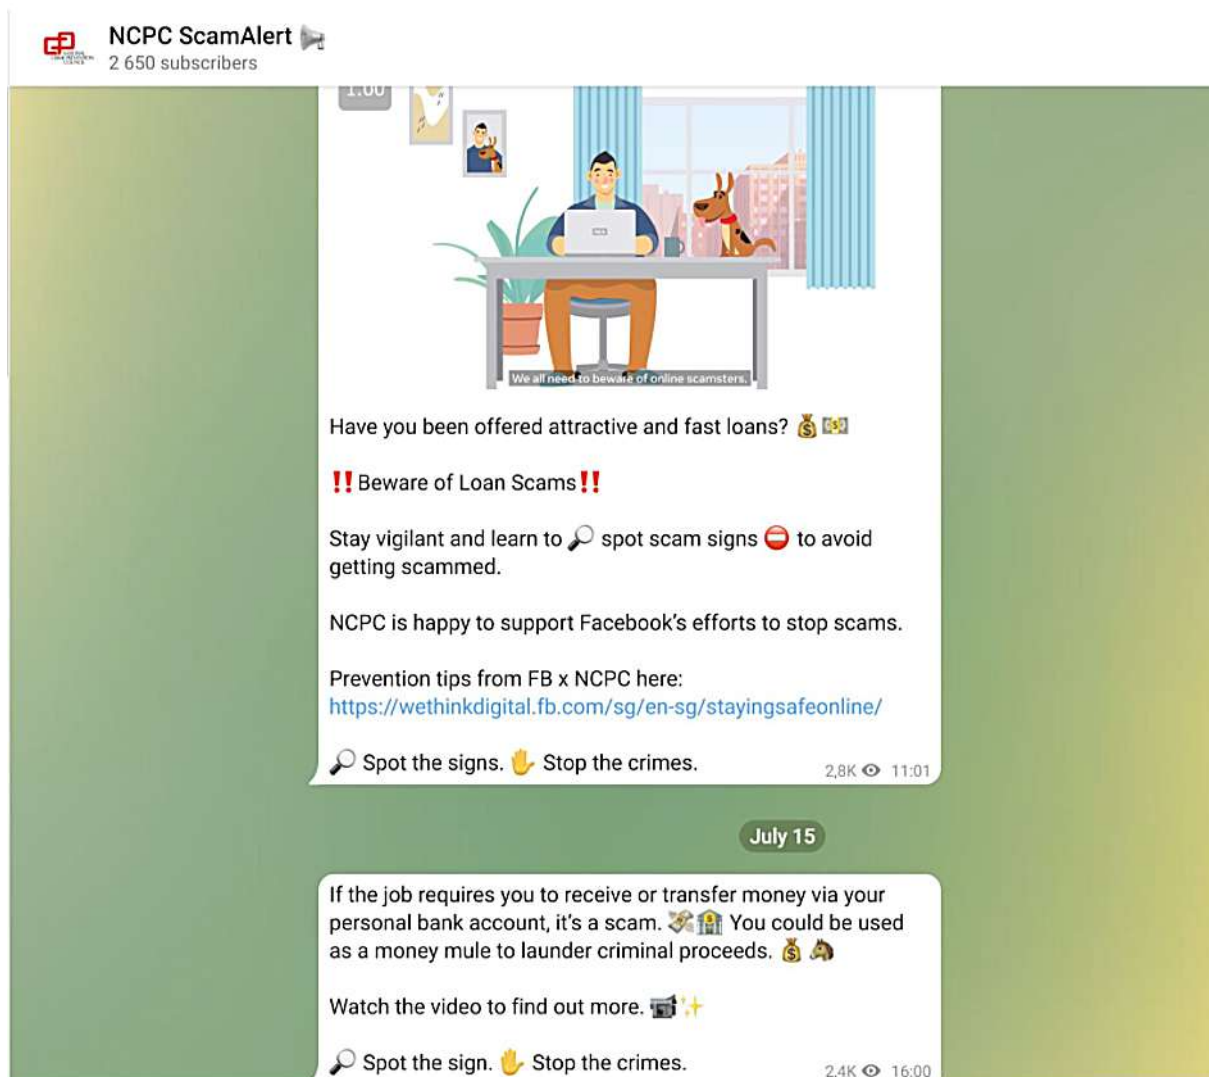 NCPC ScamAlert 📢
2 650 subscribers
1:00
We all need to beware of online scamsters.
Have you been offered attractive and fast loans? 💰💵
‼️Beware of Loan Scams‼️
Stay vigilant and learn to 🔎 spot scam signs ⛔ to avoid
getting scammed.
NCPC is happy to support Facebook's efforts to stop scams.
Prevention tips from FB x NCPC here:
https://wethinkdigital.fb.com/sg/en-sg/stayingsafeonline/
🔎 Spot the signs. ✋ Stop the crimes.
2,8K 11:01
July 15
If the job requires you to receive or transfer money via your
personal bank account, it's a scam. 💸🏦 You could be used
as a money mule to launder criminal proceeds. 💰🐴
Watch the video to find out more. 📹✨
🔎 Spot the sign. ✋ Stop the crimes.
2,4K 16:00